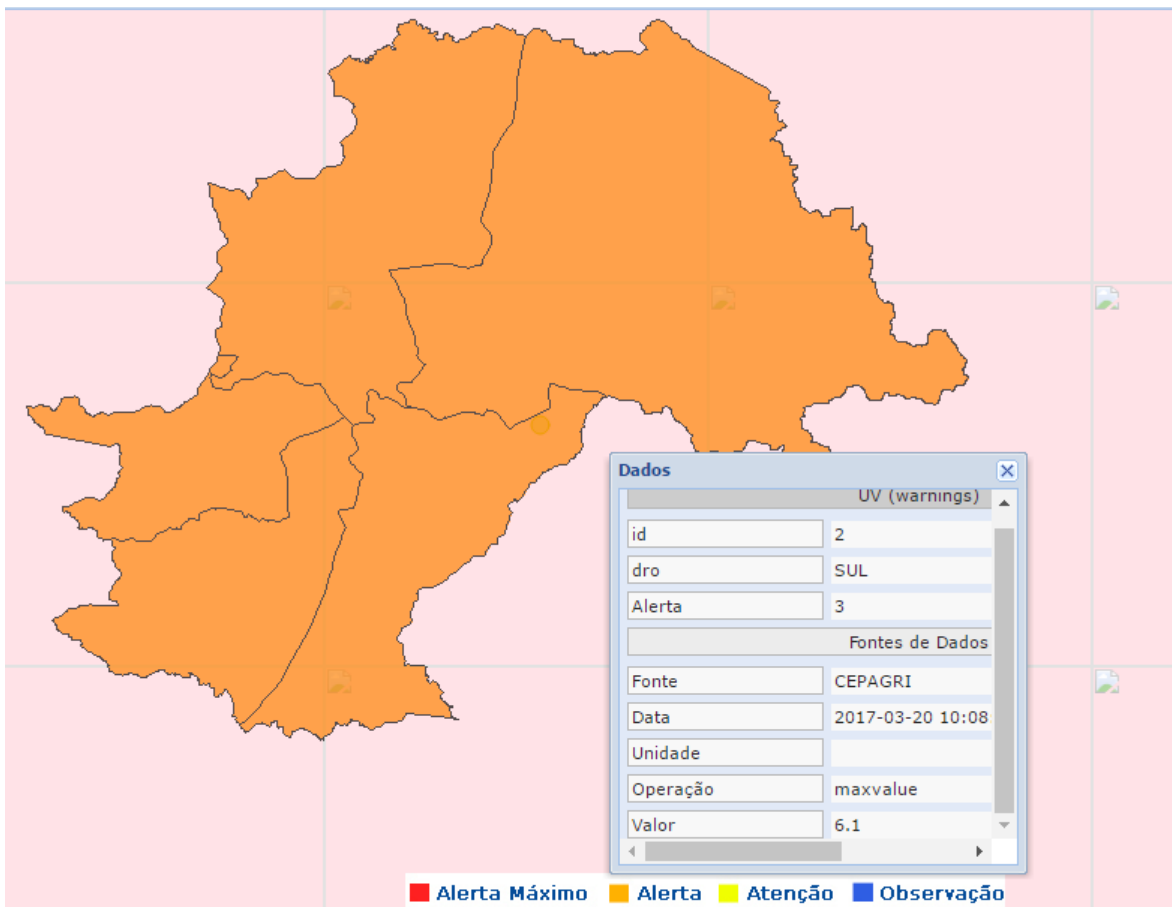 Dados
UV (warnings)
id 2
dro SUL
Alerta 3
Fontes de Dados
Fonte CEPAGRI
Data 2017-03-20 10:08
Unidade
Operação maxvalue
Valor 6.1
Alerta Máximo Alerta Atenção Observação